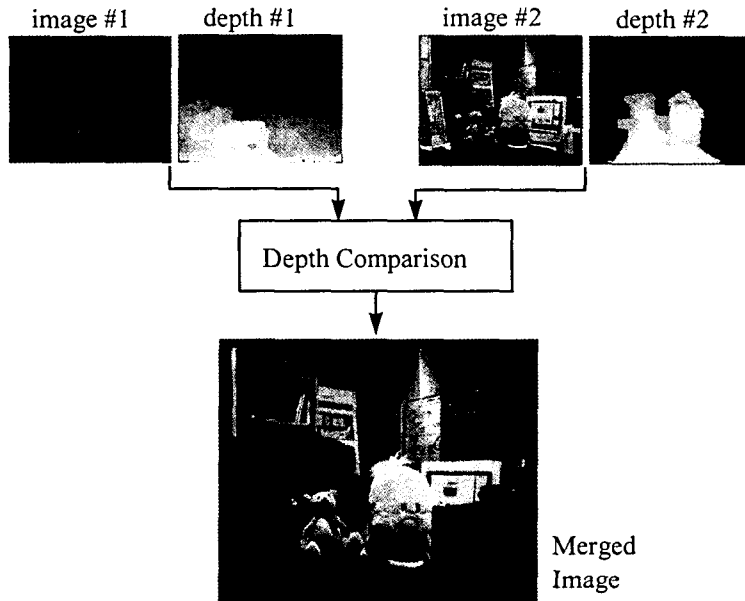 image #1
depth #1
image #2
depth #2
Depth Comparison
Merged
Image